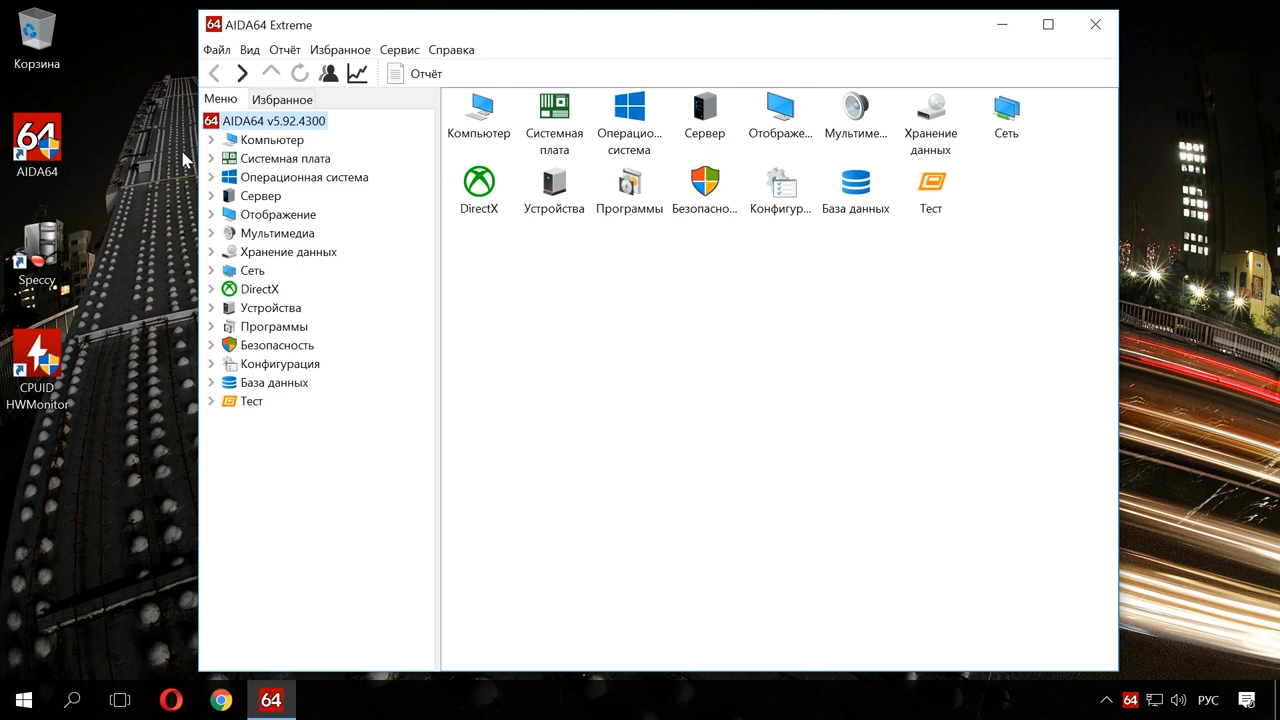 Корзина
AIDA64
Speccy
CPUID
HWMonitor
64 AIDA64 Extreme
Файл Вид Отчёт Избранное Сервис Справка
Отчёт
Меню Избранное
64 AIDA64 v5.92.4300
Компьютер
Системная плата
Операционная система
Сервер
Отображение
Мультимедиа
Хранение данных
Сеть
DirectX
Устройства
Программы
Безопасность
Конфигурация
База данных
Тест
Компьютер
Системная плата
Операцио... система
Сервер
Отображе...
Мультиме...
Хранение данных
Сеть
DirectX
Устройства
Программы
Безопасно...
Конфигур...
База данных
Тест
64
64
РУС